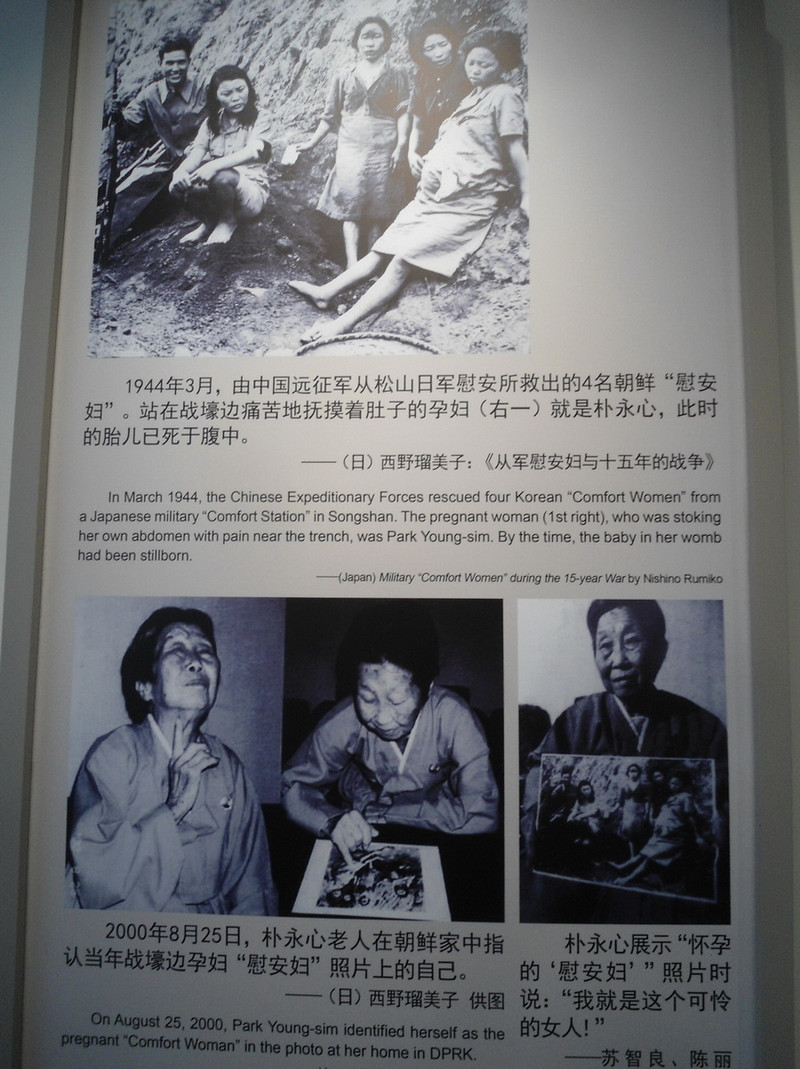 1944年3月，由中国远征军从松山日军慰安所救出的4名朝鲜“慰安
妇”。站在战壕边痛苦地抚摸着肚子的孕妇（右一）就是朴永心，此时
的胎儿已死于腹中。
——（日）西野瑠美子：《从军慰安妇与十五年的战争》
In March 1944, the Chinese Expeditionary Forces rescued four Korean “Comfort Women” from
a Japanese military “Comfort Station” in Songshan. The pregnant woman (1st right), who was stoking
her own abdomen with pain near the trench, was Park Young-sim. By the time, the baby in her womb
had been stillborn.
——(Japan) Military “Comfort Women” during the 15-year War by Nishino Rumiko
2000年8月25日，朴永心老人在朝鲜家中指
认当年战壕边孕妇“慰安妇”照片上的自己。
——（日）西野瑠美子 供图
On August 25, 2000, Park Young-sim identified herself as the
pregnant “Comfort Woman” in the photo at her home in DPRK.
朴永心展示“怀孕
的‘慰安妇’”照片时
说：“我就是这个可怜
的女人！”
——苏智良、陈丽